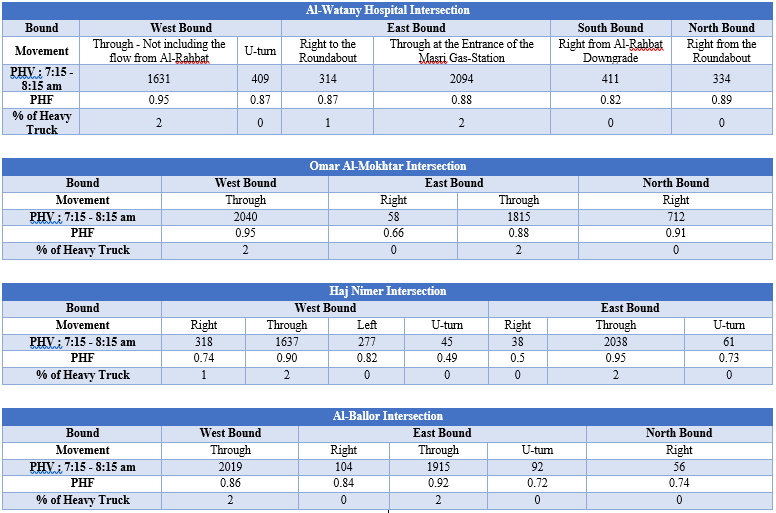 Al-Watany Hospital Intersection
Bound West Bound East Bound South Bound North Bound
Movement Through - Not including the flow from Al-Rahbat U-turn Right to the Roundabout Through at the Entrance of the Masri Gas-Station Right from Al-Rahbat Downgrade Right from the Roundabout
PHV : 7:15 - 8:15 am 1631 409 314 2094 411 334
PHF 0.95 0.87 0.87 0.88 0.82 0.89
% of Heavy Truck 2 0 1 2 0 0
Omar Al-Mokhtar Intersection
Bound West Bound East Bound North Bound
Movement Through Right Through Right
PHV : 7:15 - 8:15 am 2040 58 1815 712
PHF 0.95 0.66 0.88 0.91
% of Heavy Truck 2 0 2 0
Haj Nimer Intersection
Bound West Bound East Bound
Movement Right Through Left U-turn Right Through U-turn
PHV : 7:15 - 8:15 am 318 1637 277 45 38 2038 61
PHF 0.74 0.90 0.82 0.49 0.5 0.95 0.73
% of Heavy Truck 1 2 0 0 0 2 0
Al-Ballor Intersection
Bound West Bound East Bound North Bound
Movement Through Right Through U-turn Right
PHV : 7:15 - 8:15 am 2019 104 1915 92 56
PHF 0.86 0.84 0.92 0.72 0.74
% of Heavy Truck 2 0 2 0 0